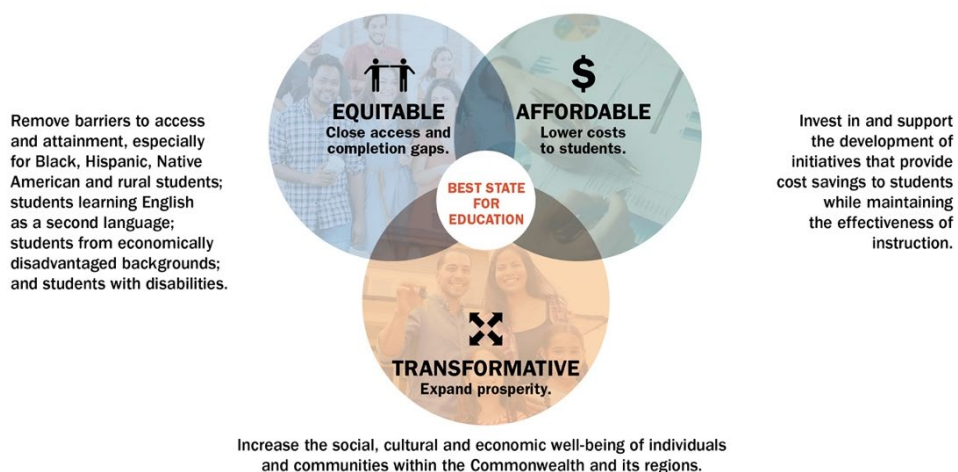 EQUITABLE
Close access and
completion gaps.
$
AFFORDABLE
Lower costs
to students.
Remove barriers to access
and attainment, especially
for Black, Hispanic, Native
American and rural students;
students learning English
as a second language;
students from economically
disadvantaged backgrounds;
and students with disabilities.
BEST STATE
FOR
EDUCATION
Invest in and support
the development of
initiatives that provide
cost savings to students
while maintaining
the effectiveness of
instruction.
TRANSFORMATIVE
Expand prosperity.
Increase the social, cultural and economic well-being of individuals
and communities within the Commonwealth and its regions.